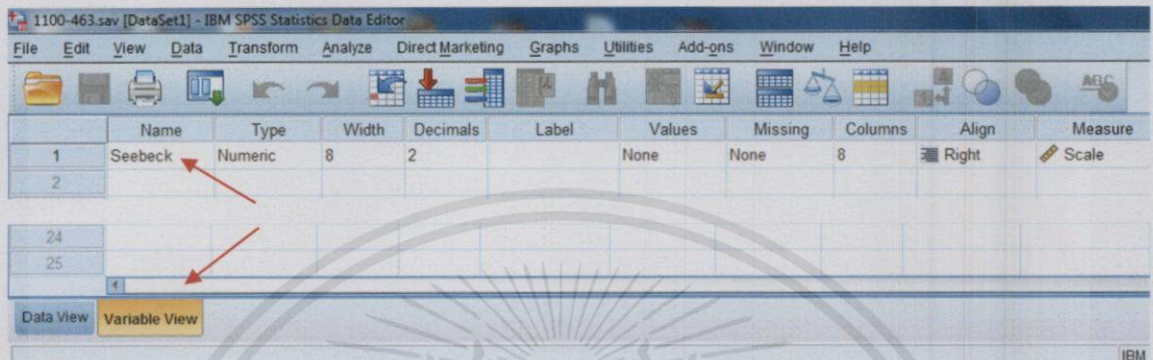 1100-463.sav [DataSet1] - IBM SPSS Statistics Data Editor
File Edit View Data Transform Analyze Direct Marketing Graphs Utilities Add-ons Window Help
Name Type Width Decimals Label Values Missing Columns Align Measure
1 Seebeck Numeric 8 2 None None 8 Right Scale
2
24
25
Data View Variable View
IBM